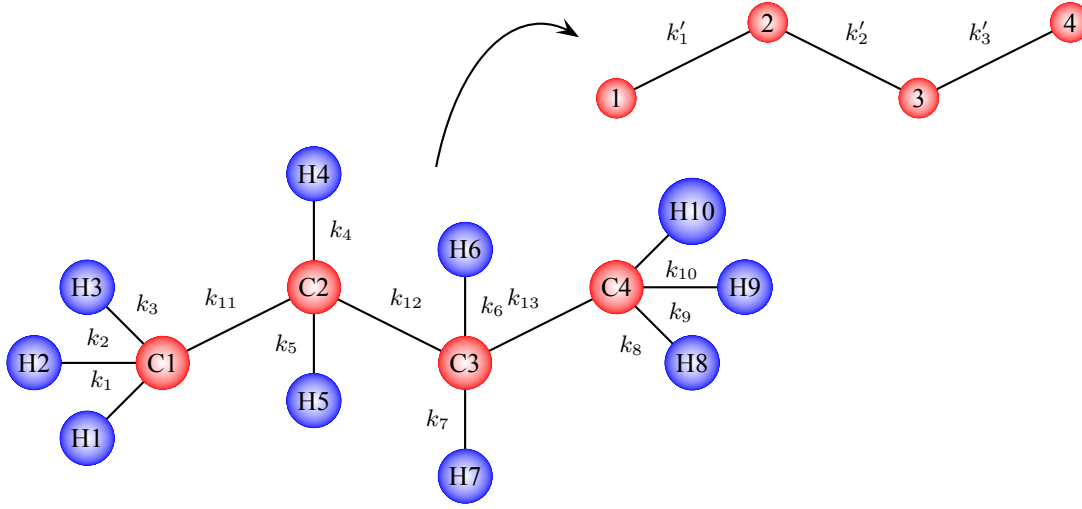 k′₁
2
k′₂
k′₃
4
1
3
H4
H10
k₄
H6
H3
k₃
k₁₁
C2
k₁₂
k₆
k₁₃
C4
k₁₀
H9
k₂
k₅
k₈
k₉
H2
k₁
C1
C3
H8
H5
k₇
H1
H7